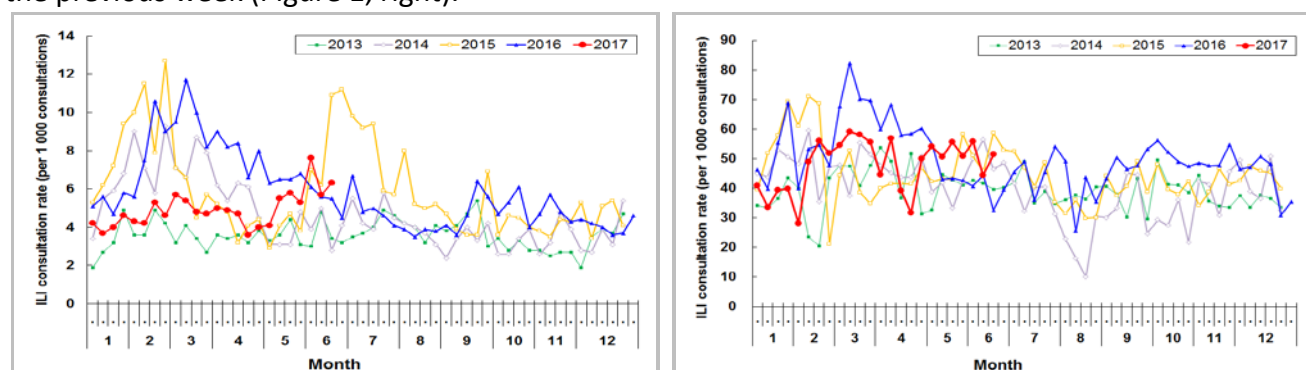 the previous week (Figure 1, right).
14
12
10
8
6
4
2
0
ILI consultation rate (per 1 000 consultations)
2013 2014 2015 2016 2017
1 2 3 4 5 6 7 8 9 10 11 12
Month
90
80
70
60
50
40
30
20
10
0
ILI consultation rate (per 1 000 consultations)
2013 2014 2015 2016 2017
1 2 3 4 5 6 7 8 9 10 11 12
Month